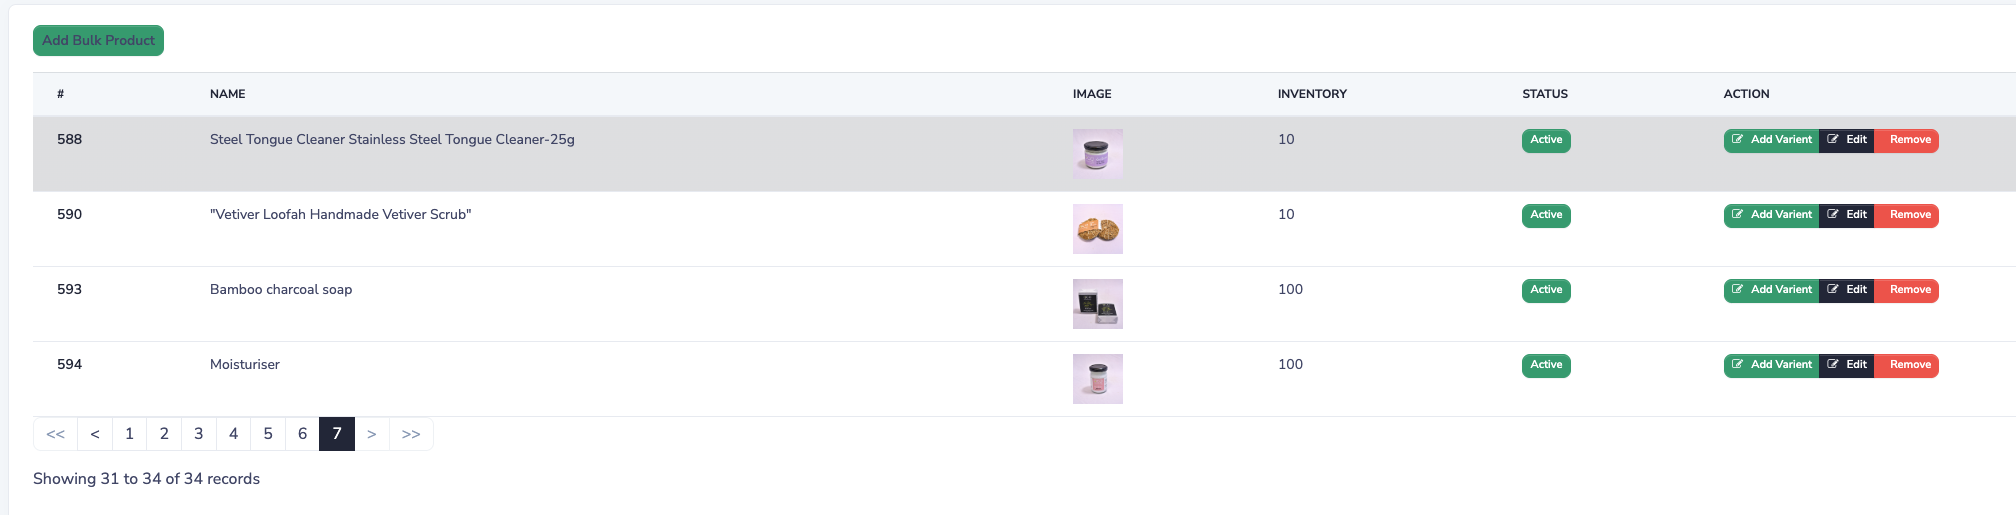 Add Bulk Product
# NAME IMAGE INVENTORY STATUS ACTION
588 Steel Tongue Cleaner Stainless Steel Tongue Cleaner-25g 10 Active Add Varient Edit Remove
590 "Vetiver Loofah Handmade Vetiver Scrub" 10 Active Add Varient Edit Remove
593 Bamboo charcoal soap 100 Active Add Varient Edit Remove
594 Moisturiser 100 Active Add Varient Edit Remove
<< < 1 2 3 4 5 6 7 > >>
Showing 31 to 34 of 34 records